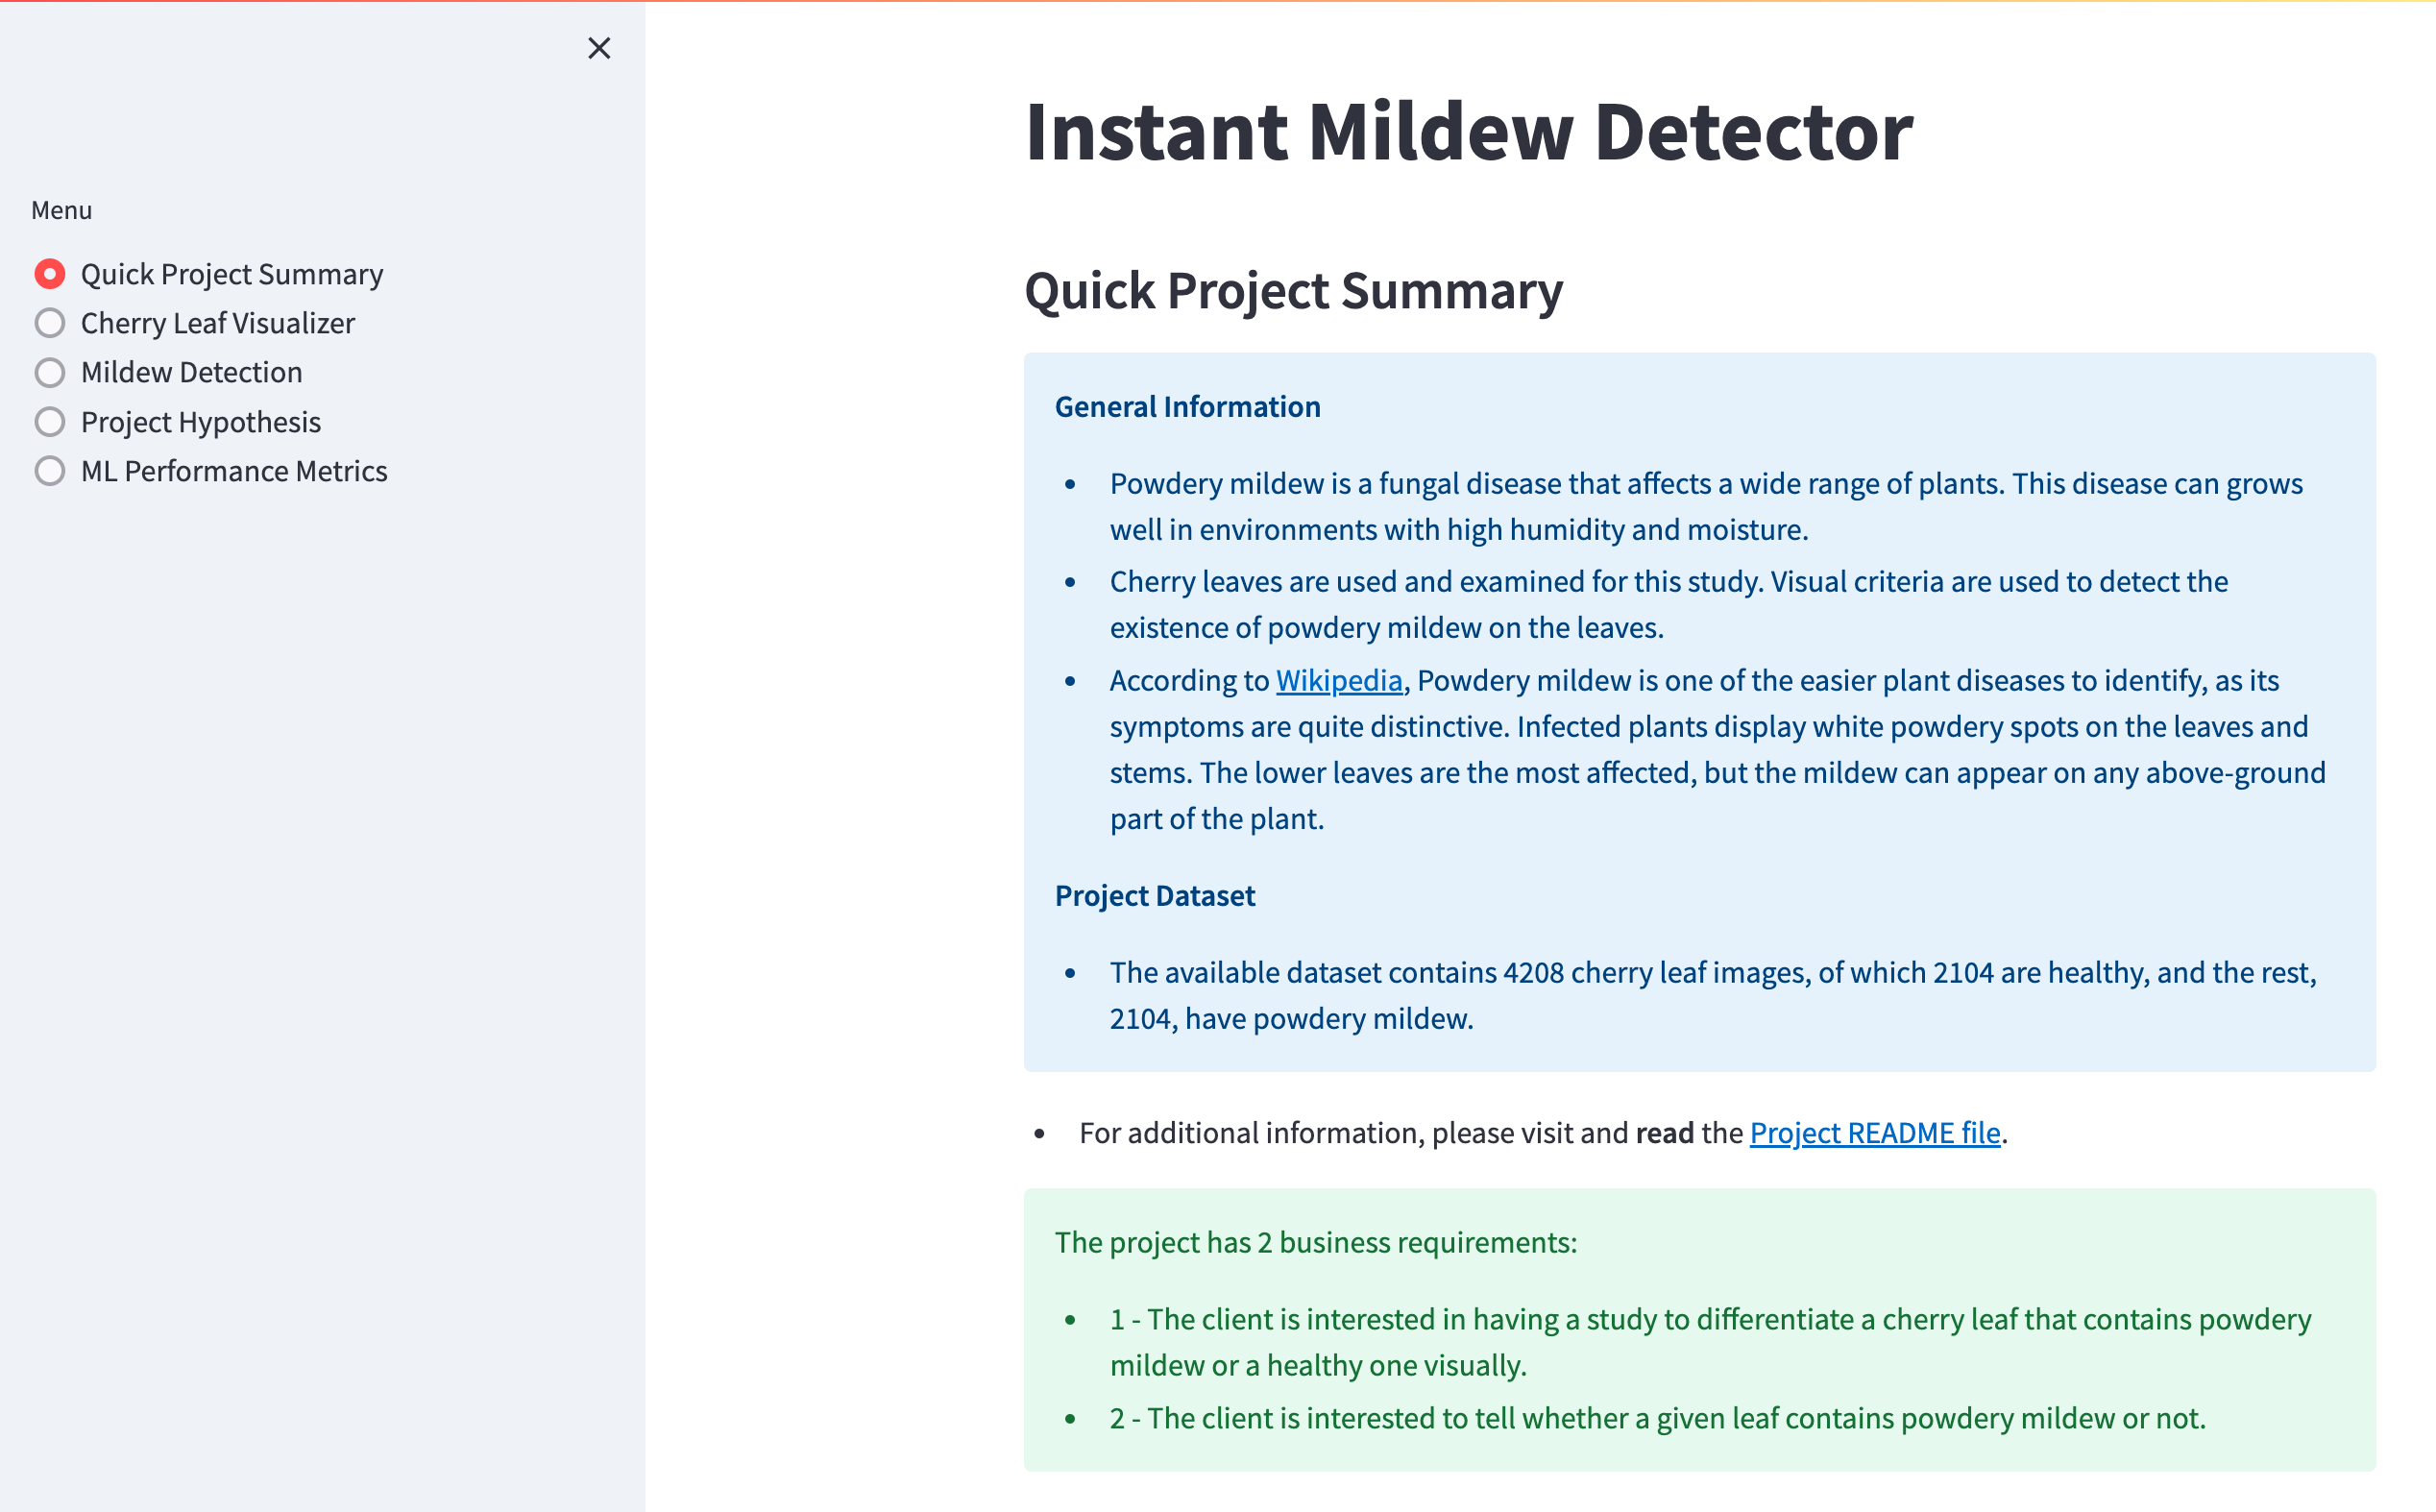 Menu
Quick Project Summary
Cherry Leaf Visualizer
Mildew Detection
Project Hypothesis
ML Performance Metrics
Instant Mildew Detector
Quick Project Summary
General Information
• Powdery mildew is a fungal disease that affects a wide range of plants. This disease can grows
well in environments with high humidity and moisture.
• Cherry leaves are used and examined for this study. Visual criteria are used to detect the
existence of powdery mildew on the leaves.
• According to Wikipedia, Powdery mildew is one of the easier plant diseases to identify, as its
symptoms are quite distinctive. Infected plants display white powdery spots on the leaves and
stems. The lower leaves are the most affected, but the mildew can appear on any above-ground
part of the plant.
Project Dataset
• The available dataset contains 4208 cherry leaf images, of which 2104 are healthy, and the rest,
2104, have powdery mildew.
• For additional information, please visit and read the Project README file.
The project has 2 business requirements:
• 1 - The client is interested in having a study to differentiate a cherry leaf that contains powdery
mildew or a healthy one visually.
• 2 - The client is interested to tell whether a given leaf contains powdery mildew or not.